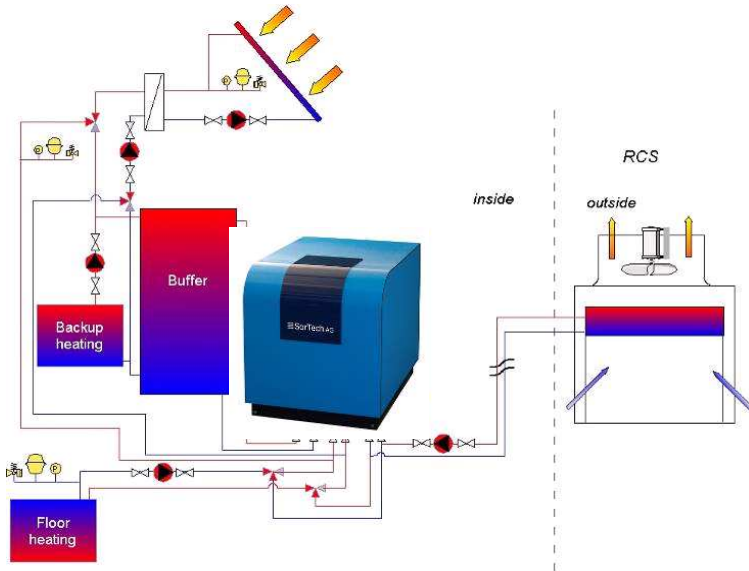 RCS
inside
outside
Buffer
SorTech AG
Backup
heating
Floor
heating
P
P
P